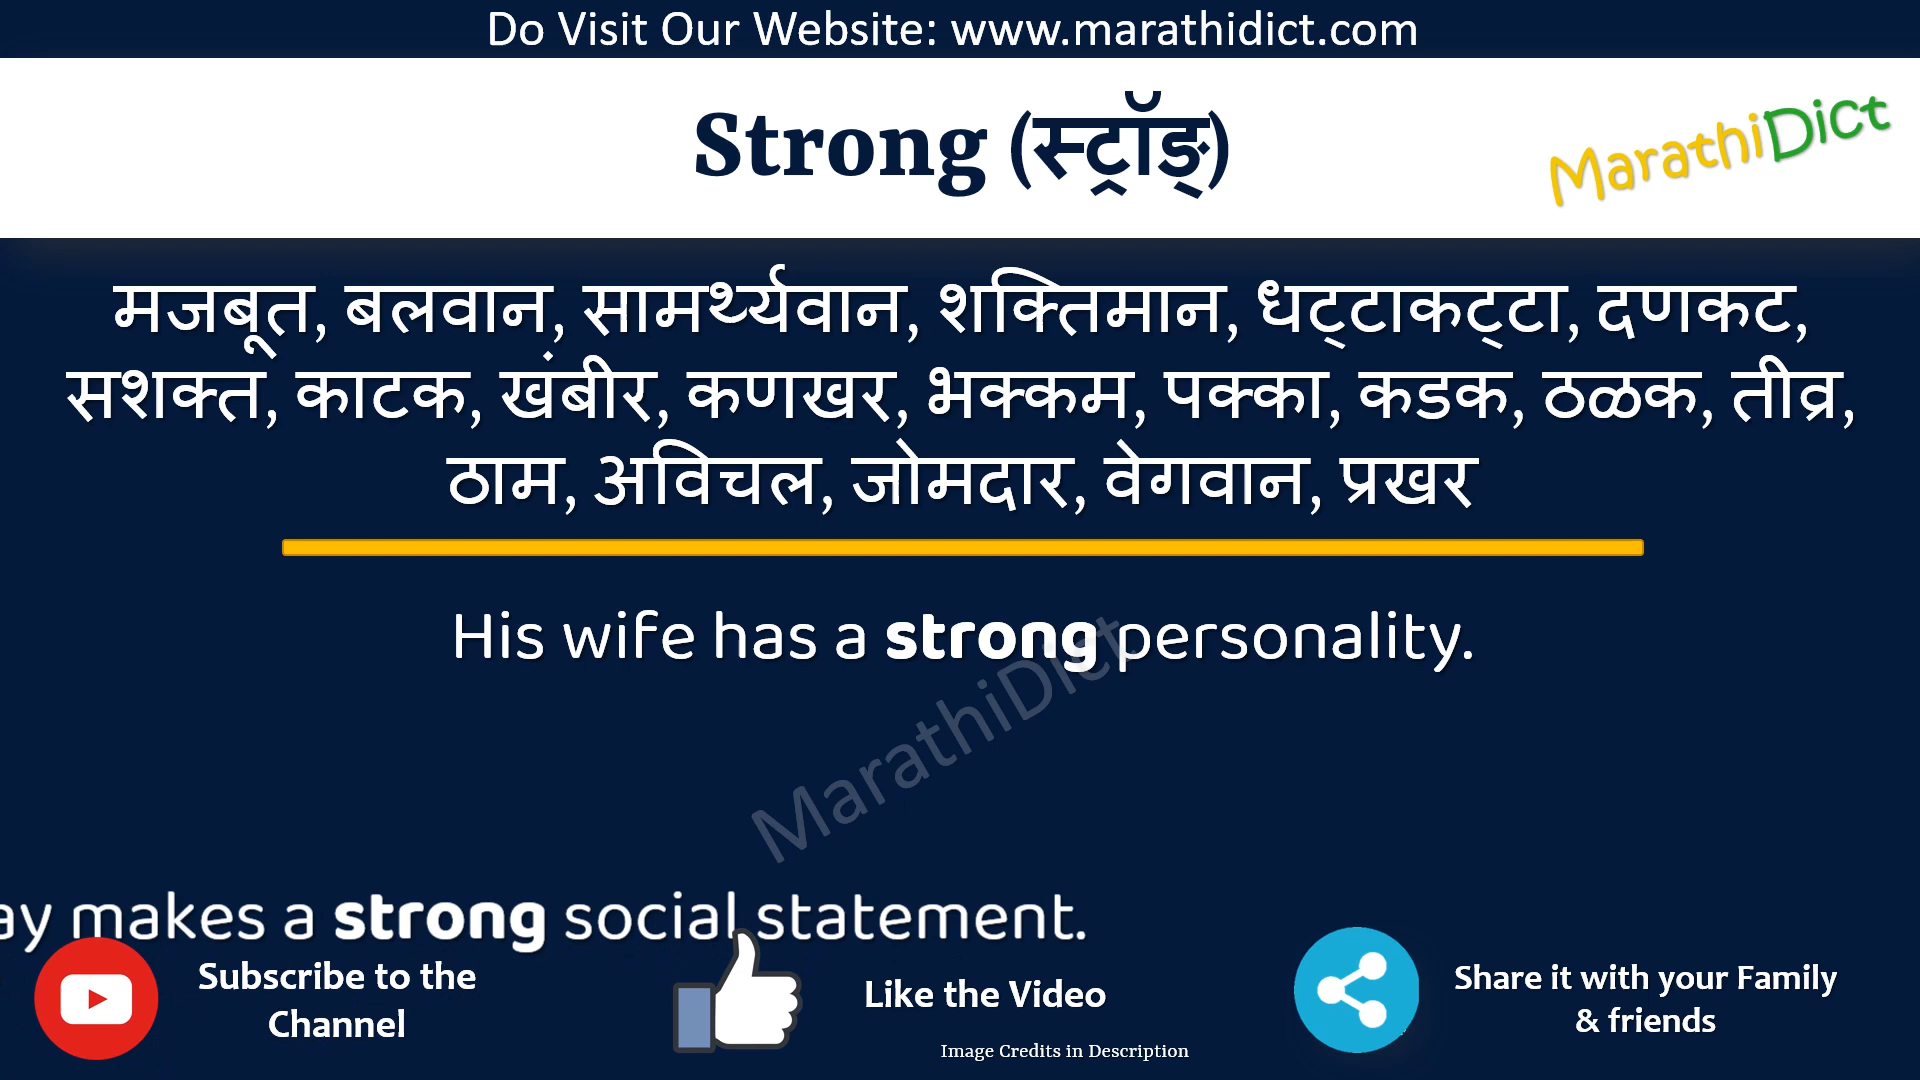 Do Visit Our Website: www.marathidict.com
Strong (स्ट्रॉङ्)
MarathiDict
मजबूत, बलवान, सामर्थ्यवान, शक्तिमान, धट्टाकट्टा, दणकट,
सशक्त, काटक, खंबीर, कणखर, भक्कम, पक्का, कडक, ठळक, तीव्र,
ठाम, अविचल, जोमदार, वेगवान, प्रखर
His wife has a strong personality.
MarathiDict
makes a strong social statement.
Subscribe to the
Channel
Like the Video
Share it with your Family
& friends
Image Credits in Description